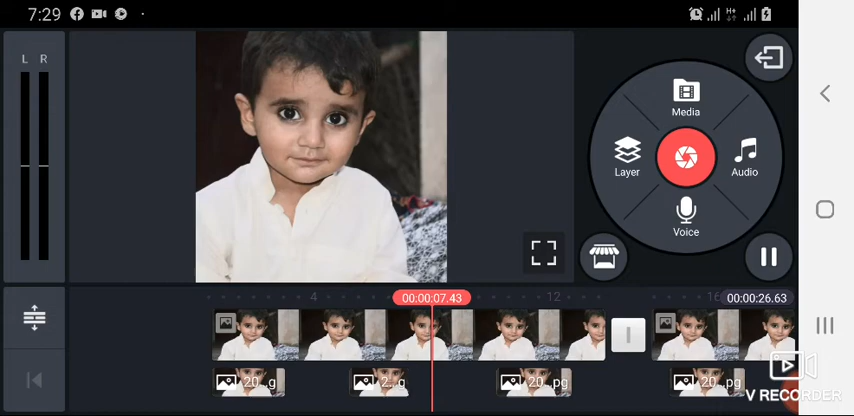 7:29
H+
L R
Media
Layer
Audio
Voice
4
00:00:07.43
12
16
00:00:26.63
20...g
2...g
20...pg
20...pg
V RECORDER